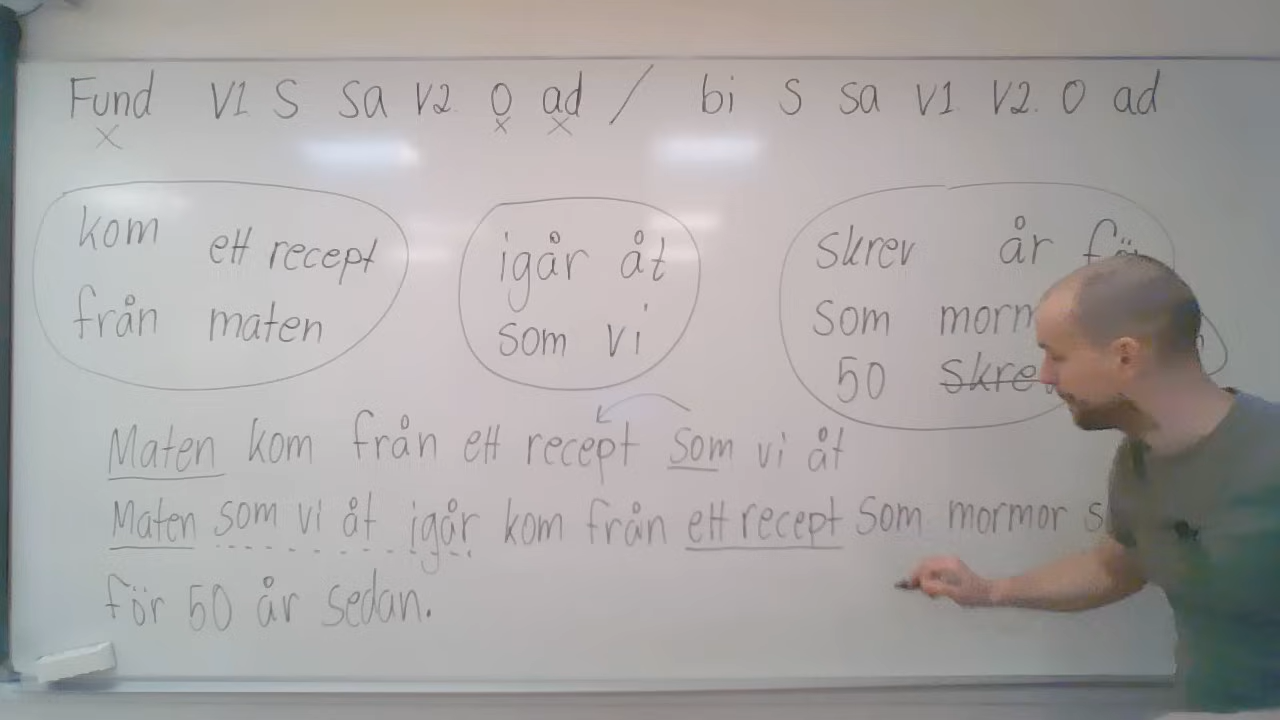 Fund V1 S sa V2 O ad / bi S sa V1 V2 O ad
x x x
kom ett recept
från maten
igår åt
som vi
skrev år
som
50
Maten kom från ett recept som vi åt
Maten som vi åt igår kom från ett recept som mormor
för 50 år sedan.